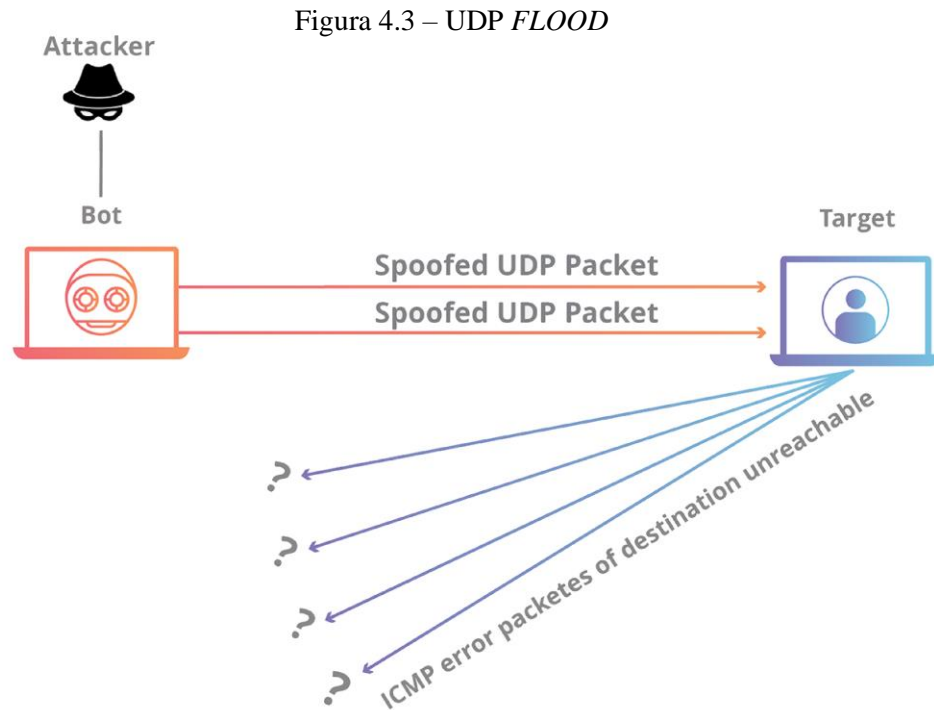 Figura 4.3 – UDP FLOOD
Attacker
Bot
Target
Spoofed UDP Packet
Spoofed UDP Packet
?
?
?
?
ICMP error packetes of destination unreachable